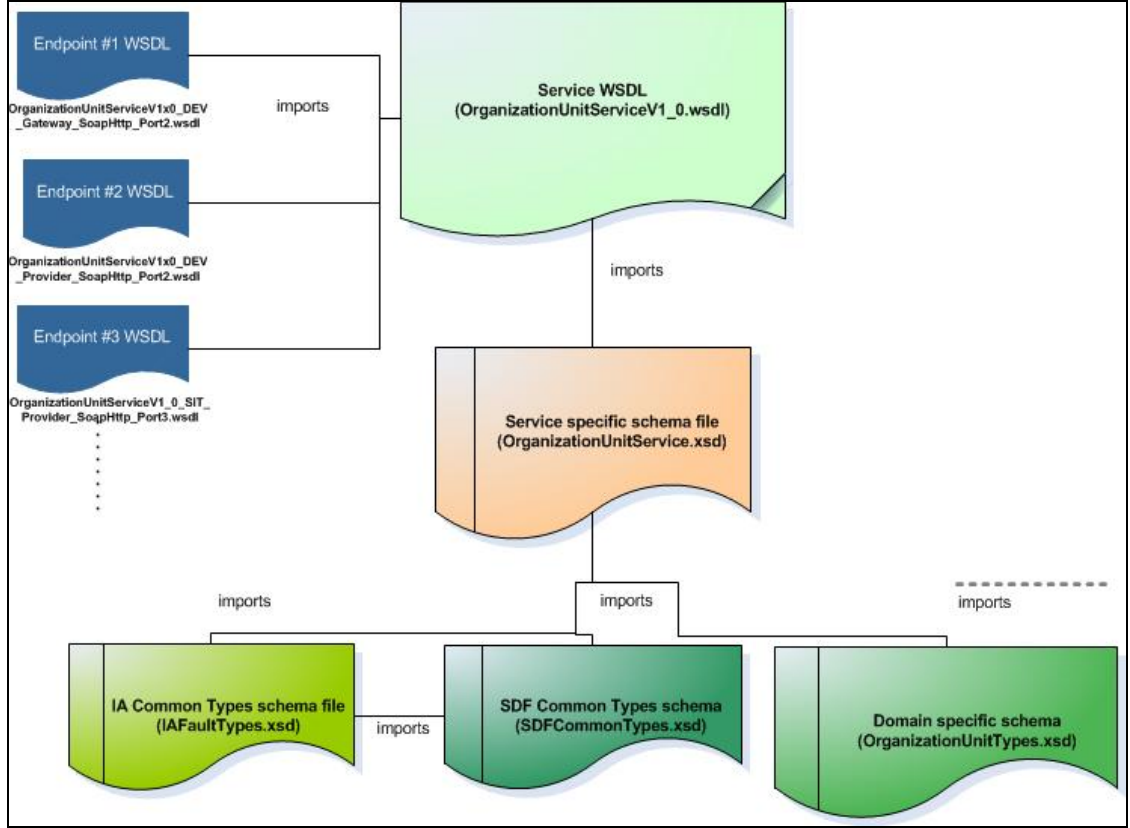 Endpoint #1 WSDL
OrganizationUnitServiceV1x0_DEV
_Gateway_SoapHttp_Port2.wsdl
imports
Service WSDL
(OrganizationUnitServiceV1_0.wsdl)
Endpoint #2 WSDL
OrganizationUnitServiceV1x0_DEV
_Provider_SoapHttp_Port2.wsdl
imports
Endpoint #3 WSDL
OrganizationUnitServiceV1_0_SIT_
Provider_SoapHttp_Port3.wsdl
Service specific schema file
(OrganizationUnitService.xsd)
imports
imports
imports
IA Common Types schema file
(IAFaultTypes.xsd)
imports
SDF Common Types schema
(SDFCommonTypes.xsd)
Domain specific schema
(OrganizationUnitTypes.xsd)